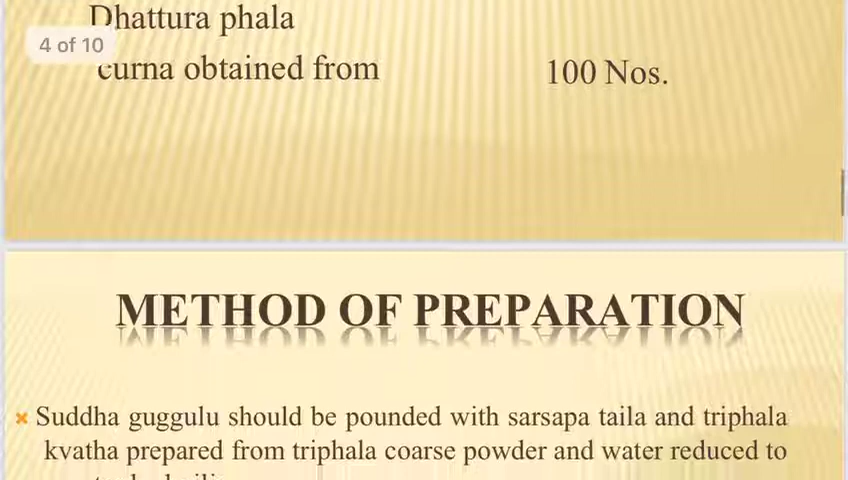 Dhattura phala
4 of 10
curna obtained from 100 Nos.
METHOD OF PREPARATION
Suddha guggulu should be pounded with sarsapa taila and triphala
kvatha prepared from triphala coarse powder and water reduced to